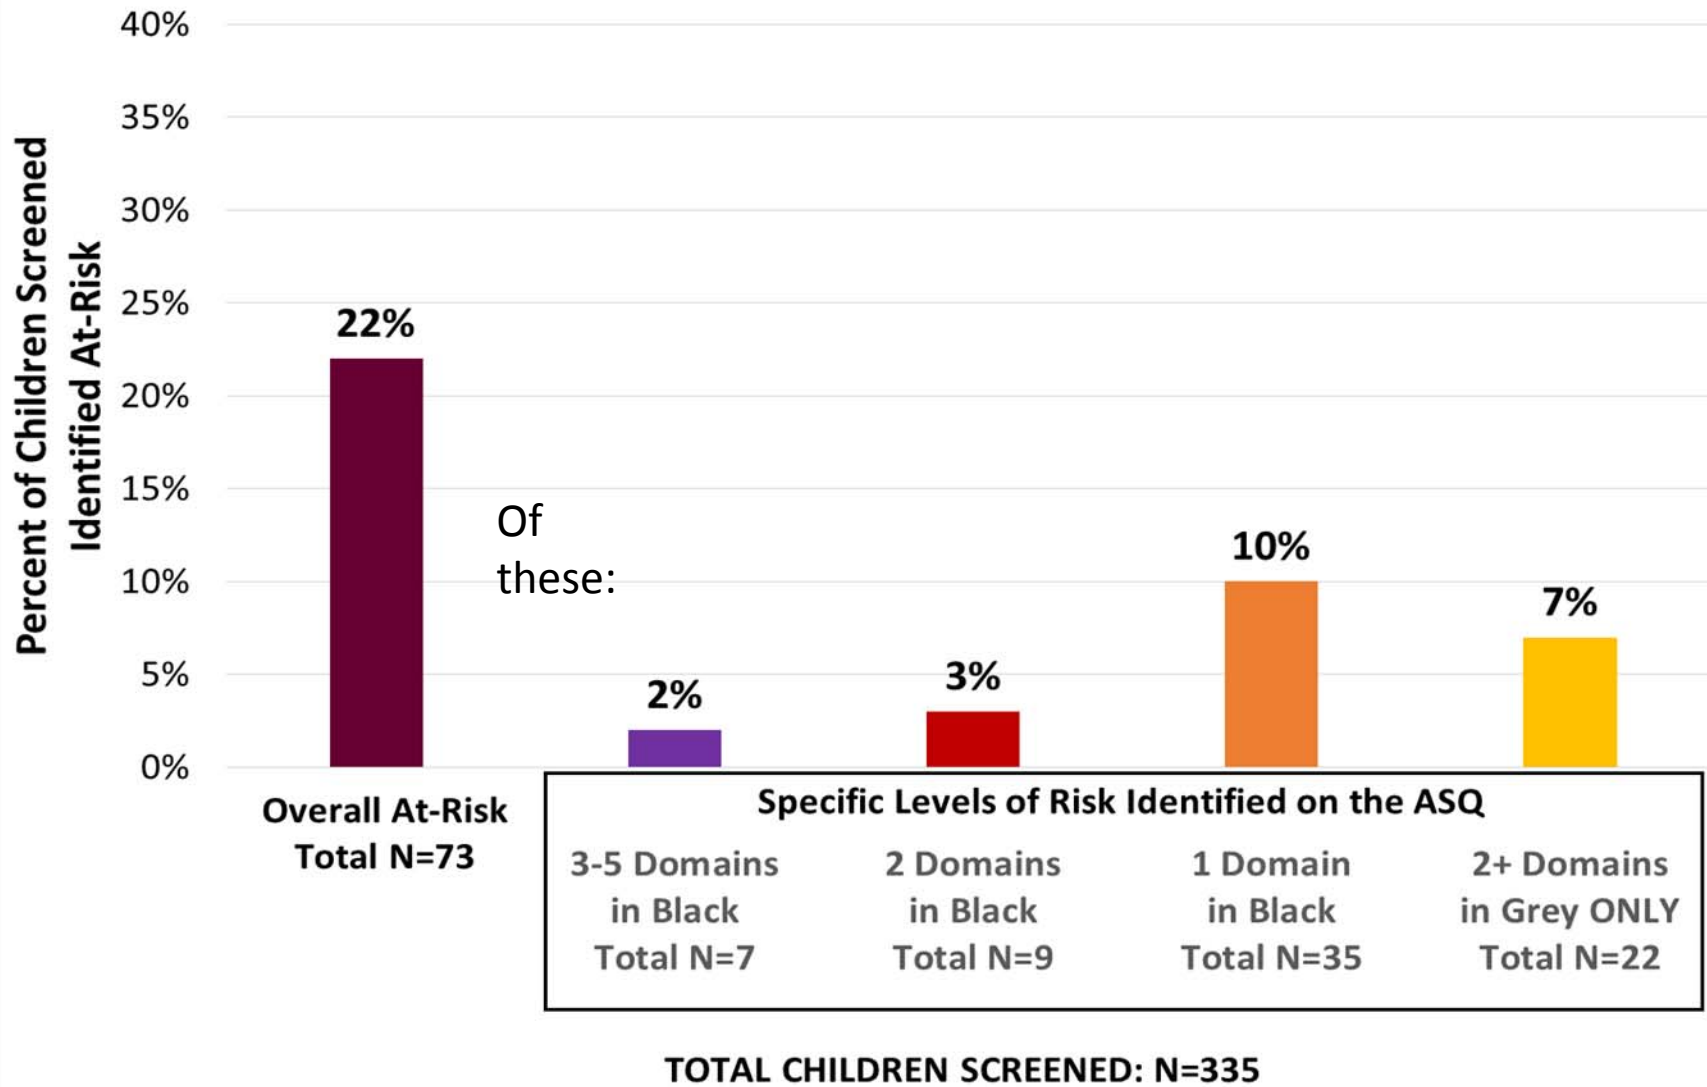 Percent of Children Screened
Identified At-Risk
40%
35%
30%
25%
20%
15%
10%
5%
0%
22%
Of
these:
2%
3%
10%
7%
Overall At-Risk
Total N=73
Specific Levels of Risk Identified on the ASQ
3-5 Domains
in Black
Total N=7
2 Domains
in Black
Total N=9
1 Domain
in Black
Total N=35
2+ Domains
in Grey ONLY
Total N=22
TOTAL CHILDREN SCREENED: N=335